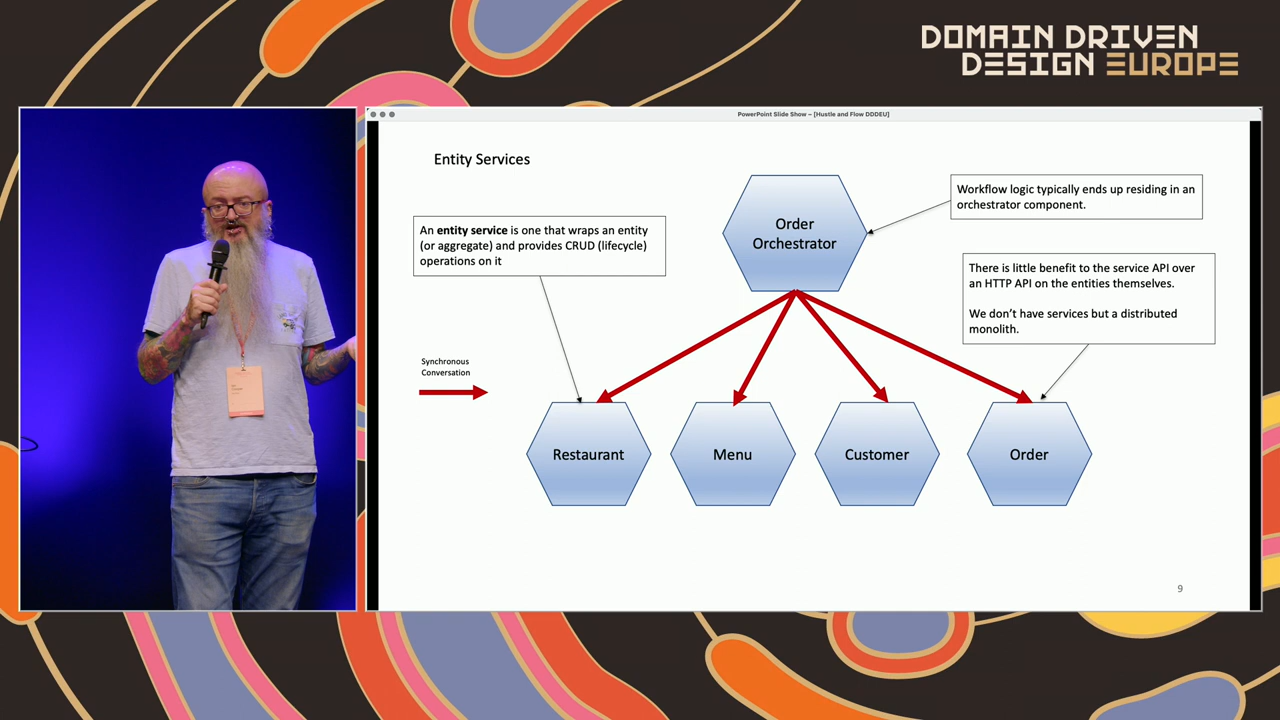 DOMAIN DRIVEN
DESIGN EUROPE
PowerPoint Slide Show – [Hustle and Flow DDDEU]
Entity Services
An entity service is one that wraps an entity
(or aggregate) and provides CRUD (lifecycle)
operations on it
Order
Orchestrator
Workflow logic typically ends up residing in an
orchestrator component.
There is little benefit to the service API over
an HTTP API on the entities themselves.
We don't have services but a distributed
monolith.
Synchronous
Conversation
Restaurant
Menu
Customer
Order
9